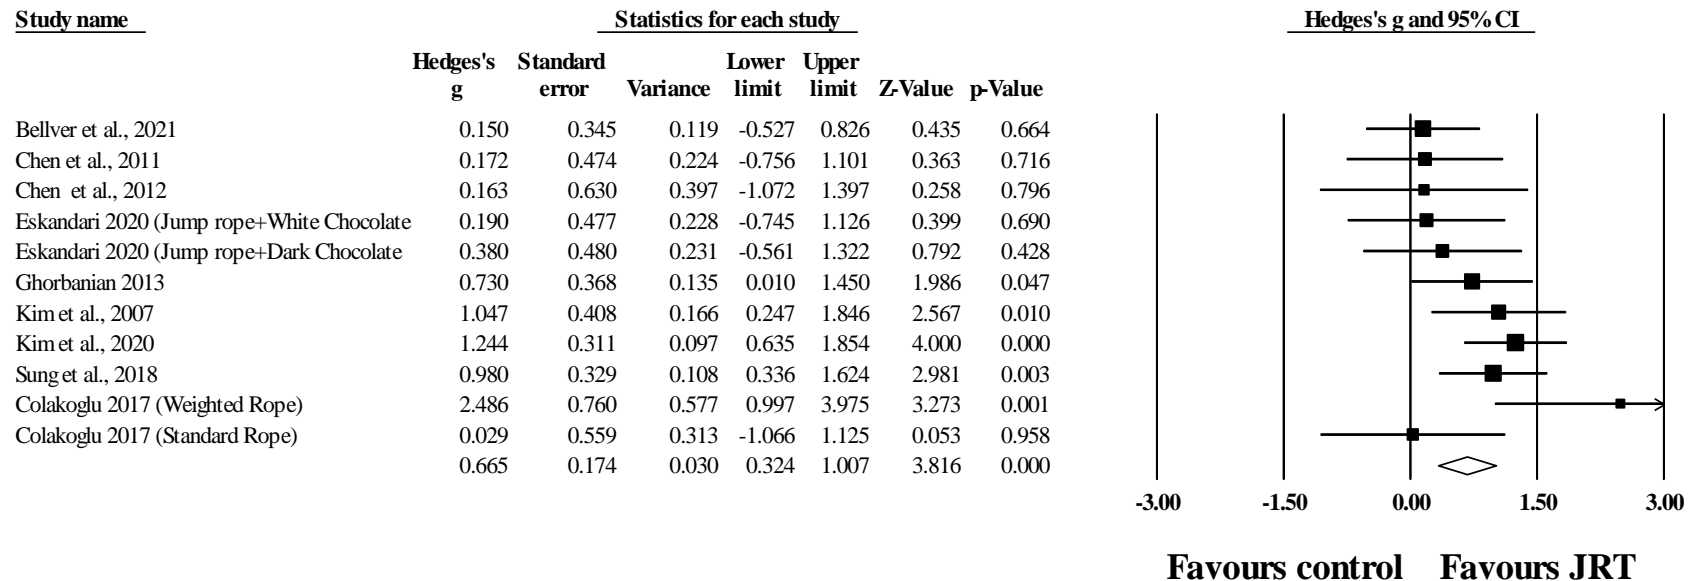 Study name Statistics for each study Hedges's g and 95% CI
Hedges's Standard Lower Upper
g error Variance limit limit Z-Value p-Value
Bellver et al., 2021 0.150 0.345 0.119 -0.527 0.826 0.435 0.664
Chen et al., 2011 0.172 0.474 0.224 -0.756 1.101 0.363 0.716
Chen et al., 2012 0.163 0.630 0.397 -1.072 1.397 0.258 0.796
Eskandari 2020 (Jump rope+White Chocolate 0.190 0.477 0.228 -0.745 1.126 0.399 0.690
Eskandari 2020 (Jump rope+Dark Chocolate 0.380 0.480 0.231 -0.561 1.322 0.792 0.428
Ghorbanian 2013 0.730 0.368 0.135 0.010 1.450 1.986 0.047
Kim et al., 2007 1.047 0.408 0.166 0.247 1.846 2.567 0.010
Kim et al., 2020 1.244 0.311 0.097 0.635 1.854 4.000 0.000
Sung et al., 2018 0.980 0.329 0.108 0.336 1.624 2.981 0.003
Colakoglu 2017 (Weighted Rope) 2.486 0.760 0.577 0.997 3.975 3.273 0.001
Colakoglu 2017 (Standard Rope) 0.029 0.559 0.313 -1.066 1.125 0.053 0.958
0.665 0.174 0.030 0.324 1.007 3.816 0.000
-3.00 -1.50 0.00 1.50 3.00
Favours control Favours JRT